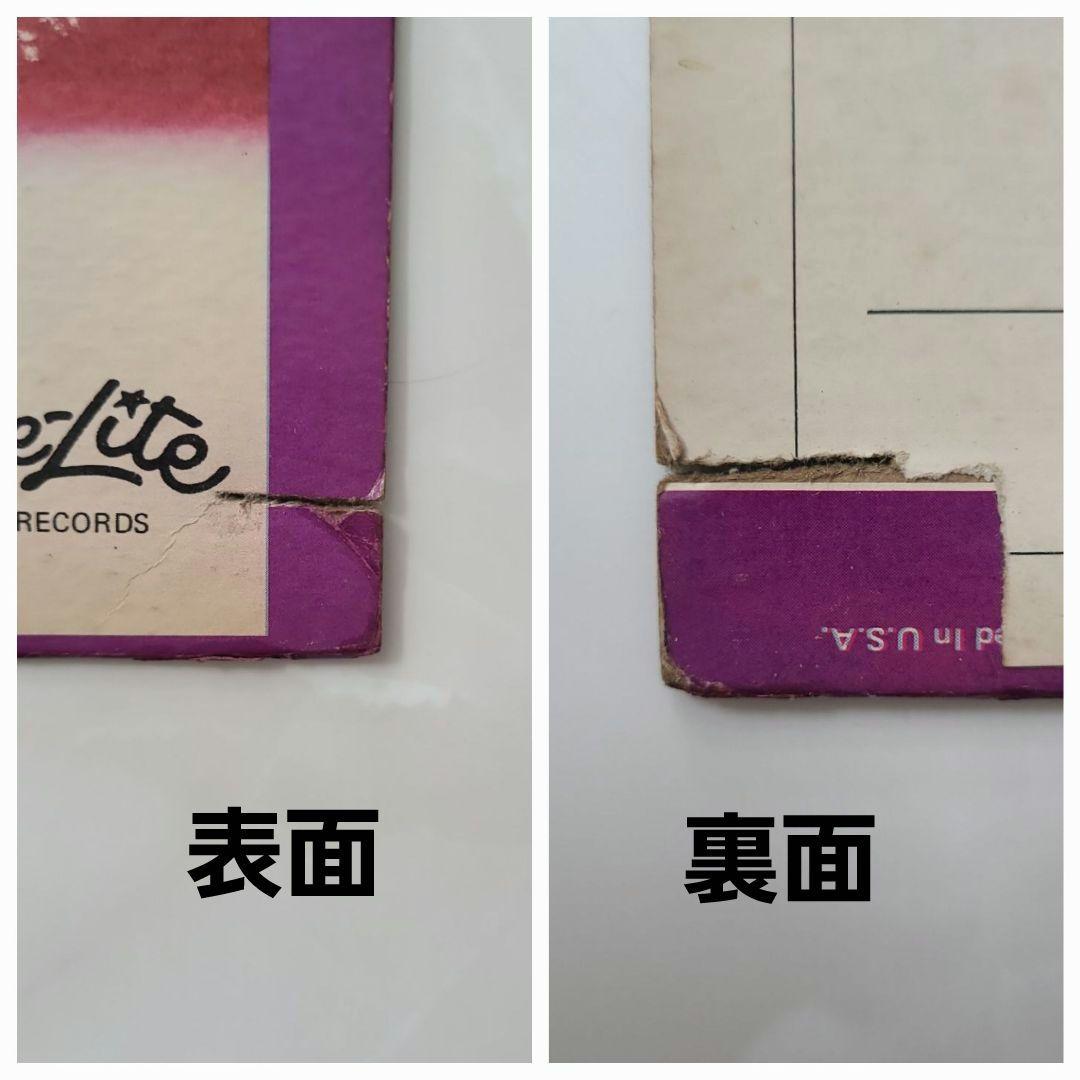 e-Lite
RECORDS
ed In U.S.A.
表面
裏面